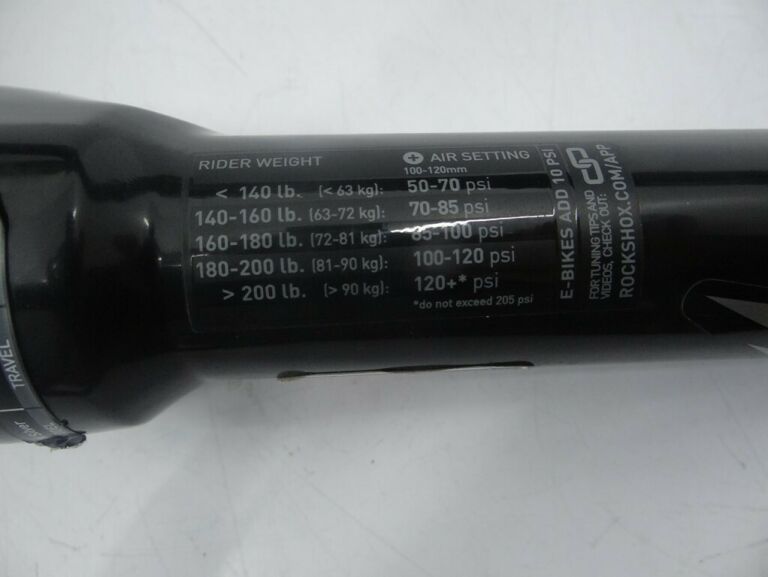 RIDER WEIGHT + AIR SETTING
100-120mm
< 140 lb. (< 63 kg): 50-70 psi
140-160 lb. (63-72 kg): 70-85 psi
160-180 lb. (72-81 kg): 85-100 psi
180-200 lb. (81-90 kg): 100-120 psi
> 200 lb. (> 90 kg): 120+* psi
*do not exceed 205 psi
E-BIKES ADD 10 PSI
FOR TUNING TIPS AND
VIDEOS, CHECK OUT:
ROCKSHOX.COM/APP
TRAVEL
Silver